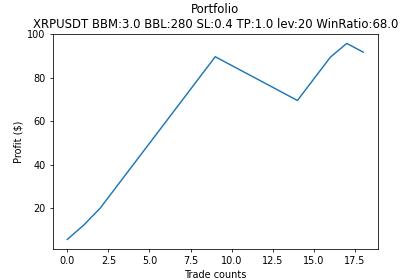 Portfolio
XRPUSDT BBM:3.0 BBL:280 SL:0.4 TP:1.0 lev:20 WinRatio:68.0
100
80
60
40
20
Profit ($)
0.0 2.5 5.0 7.5 10.0 12.5 15.0 17.5
Trade counts